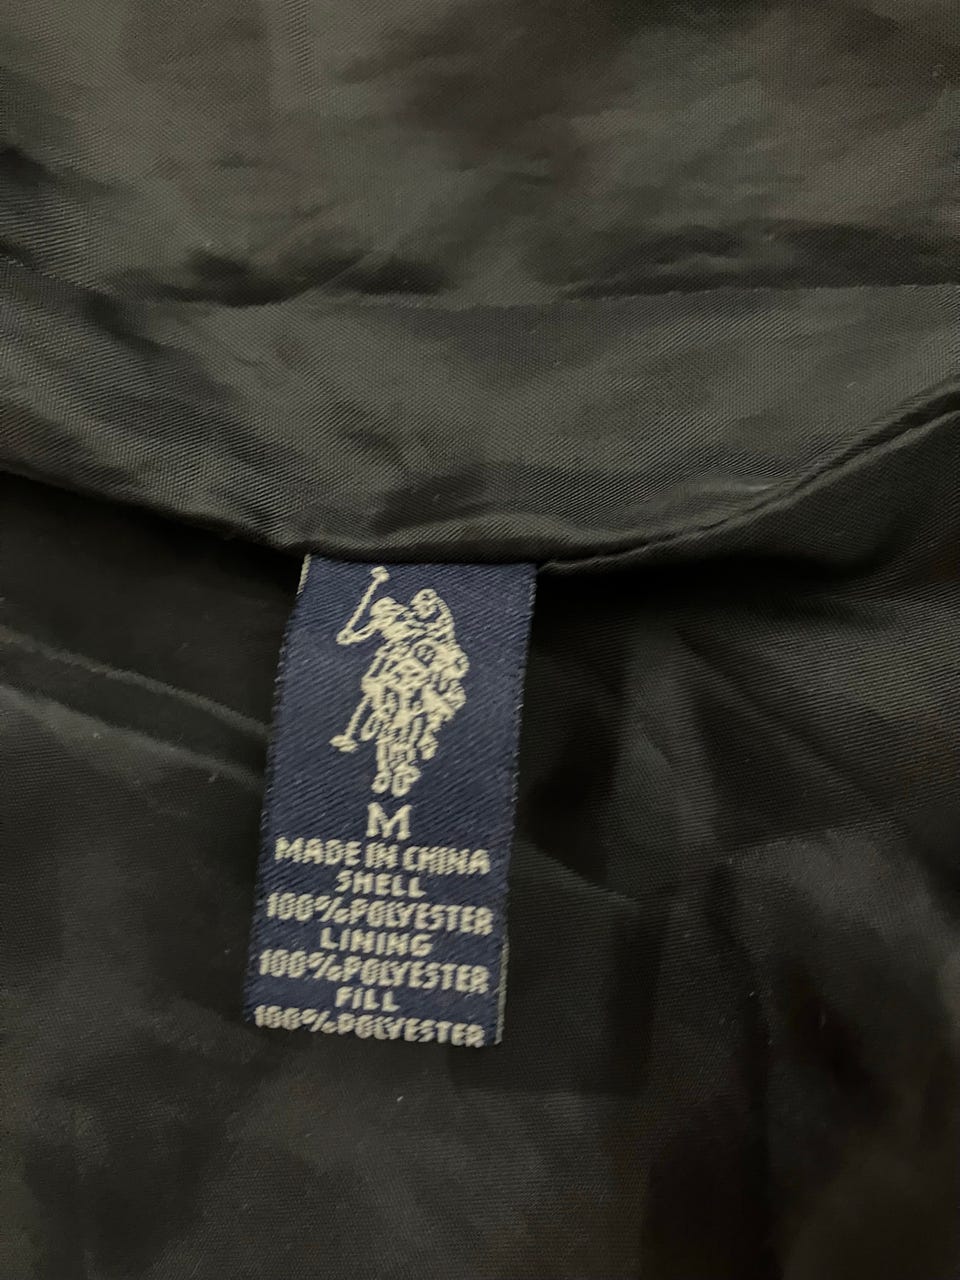 M
MADE IN CHINA
SHELL
100%POLYESTER
LINING
100%POLYESTER
FILL
100%POLYESTER